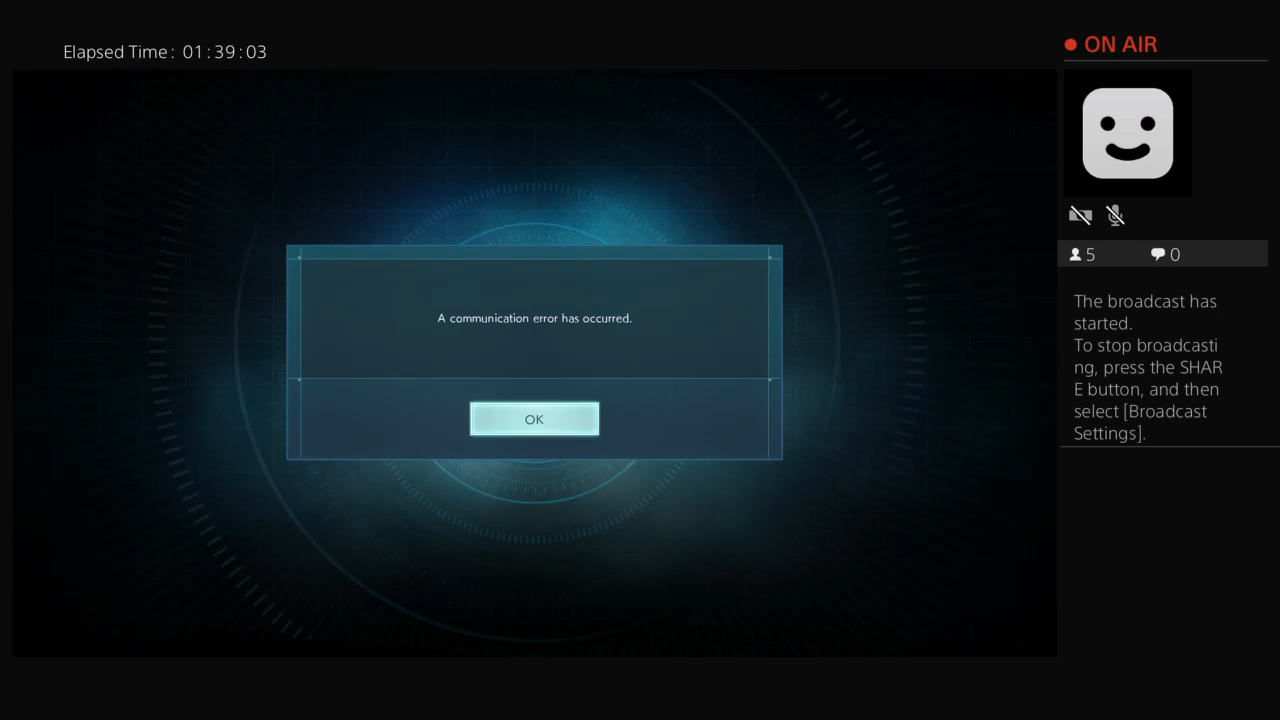 Elapsed Time: 01:39:03
ON AIR
5
0
A communication error has occurred.
OK
The broadcast has
started.
To stop broadcasti
ng, press the SHAR
E button, and then
select [Broadcast
Settings].